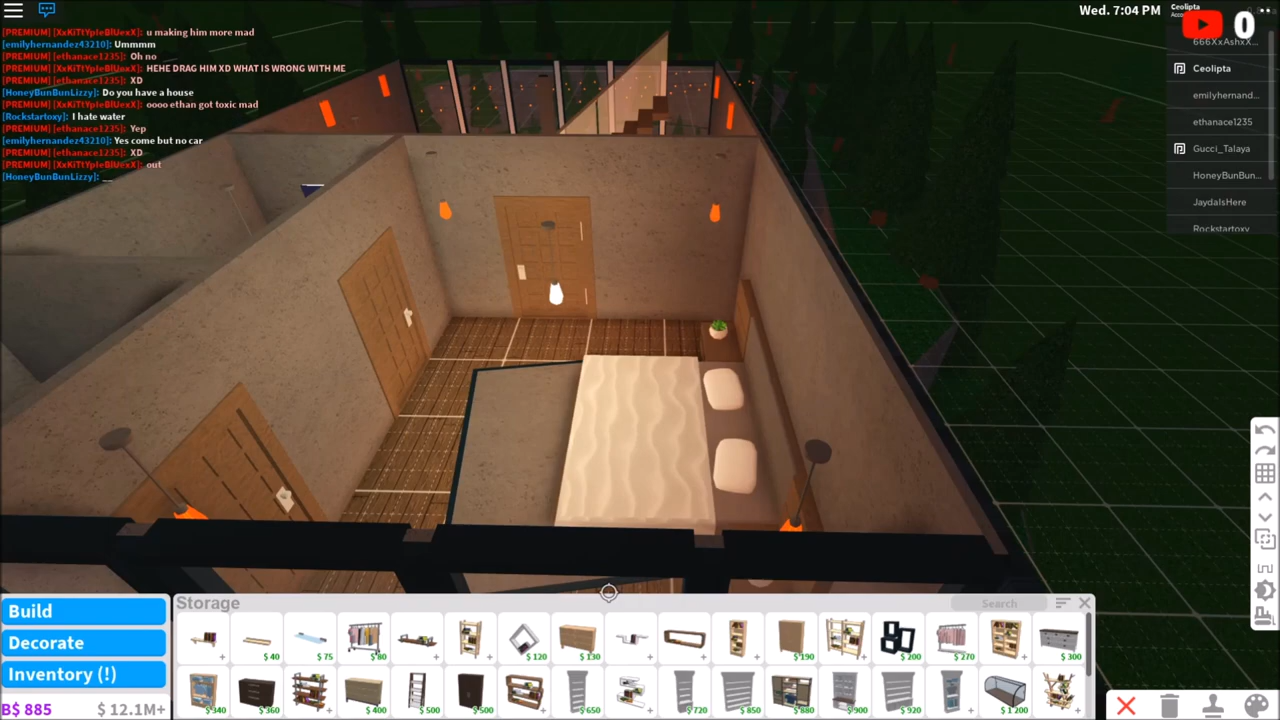 Wed. 7:04 PM
Ceolipta
0
[PREMIUM] [XxKiTtYpIeBlUexX]: u making him more mad
[emilyhernandez43210]: Ummmm
[PREMIUM] [ethanace1235]: Oh no
[PREMIUM] [XxKiTtYpIeBlUexX]: HEHE DRAG HIM XD WHAT IS WRONG WITH ME
[PREMIUM] [ethanace1235]: XD
[HoneyBunBunLizzy]: Do you have a house
[PREMIUM] [XxKiTtYpIeBlUexX]: oooo ethan got toxic mad
[Rockstartoxy]: I hate water
[PREMIUM] [ethanace1235]: Yep
[emilyhernandez43210]: Yes come but no car
[PREMIUM] [ethanace1235]: XD
[PREMIUM] [XxKiTtYpIeBlUexX]: out
[HoneyBunBunLizzy]: __
666XxAshxX...
Ceolipta
emilyhernand...
ethanace1235
Gucci_Talaya
HoneyBunBun...
JaydaIsHere
Rockstartoxy
Build
Decorate
Inventory (!)
B$ 885
$ 12.1M+
Storage
Search
+ $ 40 $ 75 $ 80 + + $ 120 $ 130 + + + $ 190 + $ 200 $ 270 + $ 300
$ 340 $ 360 + $ 400 $ 500 $ 500 + $ 650 + $ 720 $ 850 $ 880 $ 900 $ 920 + $ 1 200 +